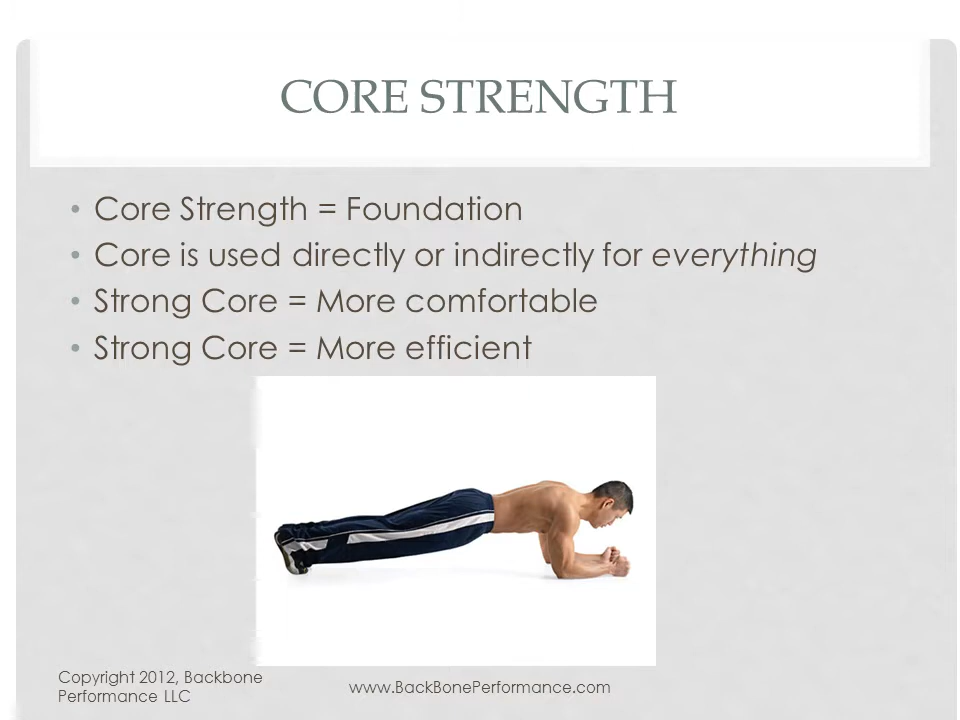 CORE STRENGTH
• Core Strength = Foundation
• Core is used directly or indirectly for everything
• Strong Core = More comfortable
• Strong Core = More efficient
Copyright 2012, Backbone
Performance LLC
www.BackBonePerformance.com